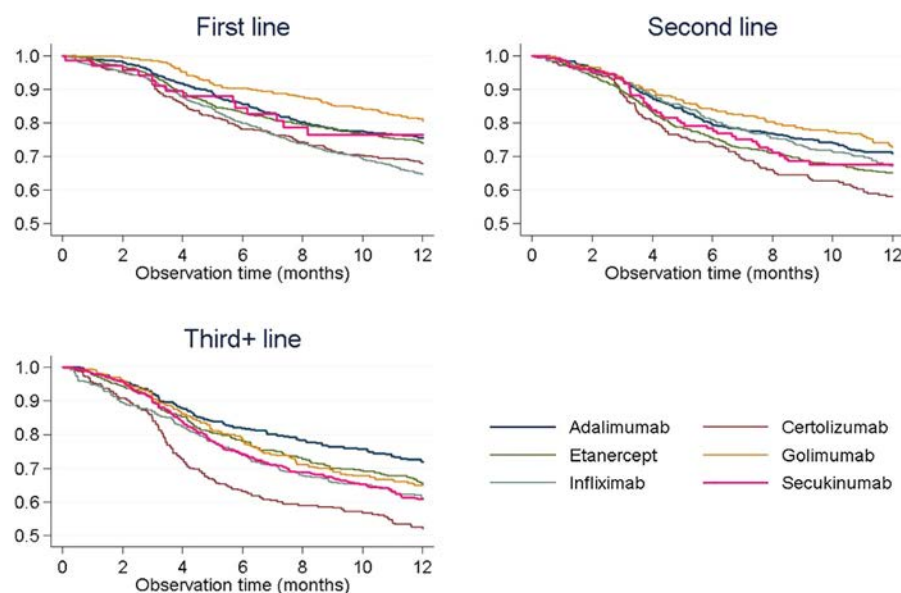 First line
1.0
0.9
0.8
0.7
0.6
0.5
0 2 4 6 8 10 12
Observation time (months)
Second line
1.0
0.9
0.8
0.7
0.6
0.5
0 2 4 6 8 10 12
Observation time (months)
Third+ line
1.0
0.9
0.8
0.7
0.6
0.5
0 2 4 6 8 10 12
Observation time (months)
Adalimumab Certolizumab
Etanercept Golimumab
Infliximab Secukinumab